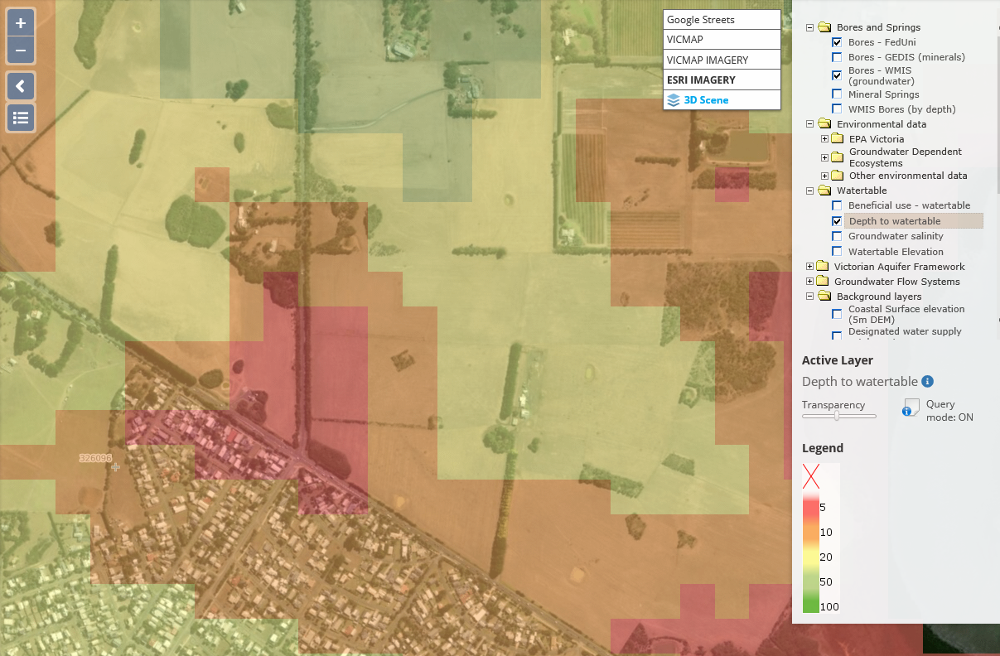 +
−
Google Streets
VICMAP
VICMAP IMAGERY
ESRI IMAGERY
3D Scene
Bores and Springs
Bores - FedUni
Bores - GEDIS (minerals)
Bores - WMIS
(groundwater)
Mineral Springs
WMIS Bores (by depth)
Environmental data
EPA Victoria
Groundwater Dependent
Ecosystems
Other environmental data
Watertable
Beneficial use - watertable
Depth to watertable
Groundwater salinity
Watertable Elevation
Victorian Aquifer Framework
Groundwater Flow Systems
Background layers
Coastal Surface elevation
(5m DEM)
Designated water supply
Active Layer
Depth to watertable
Transparency
Query
mode: ON
Legend
5
10
20
50
100
326096